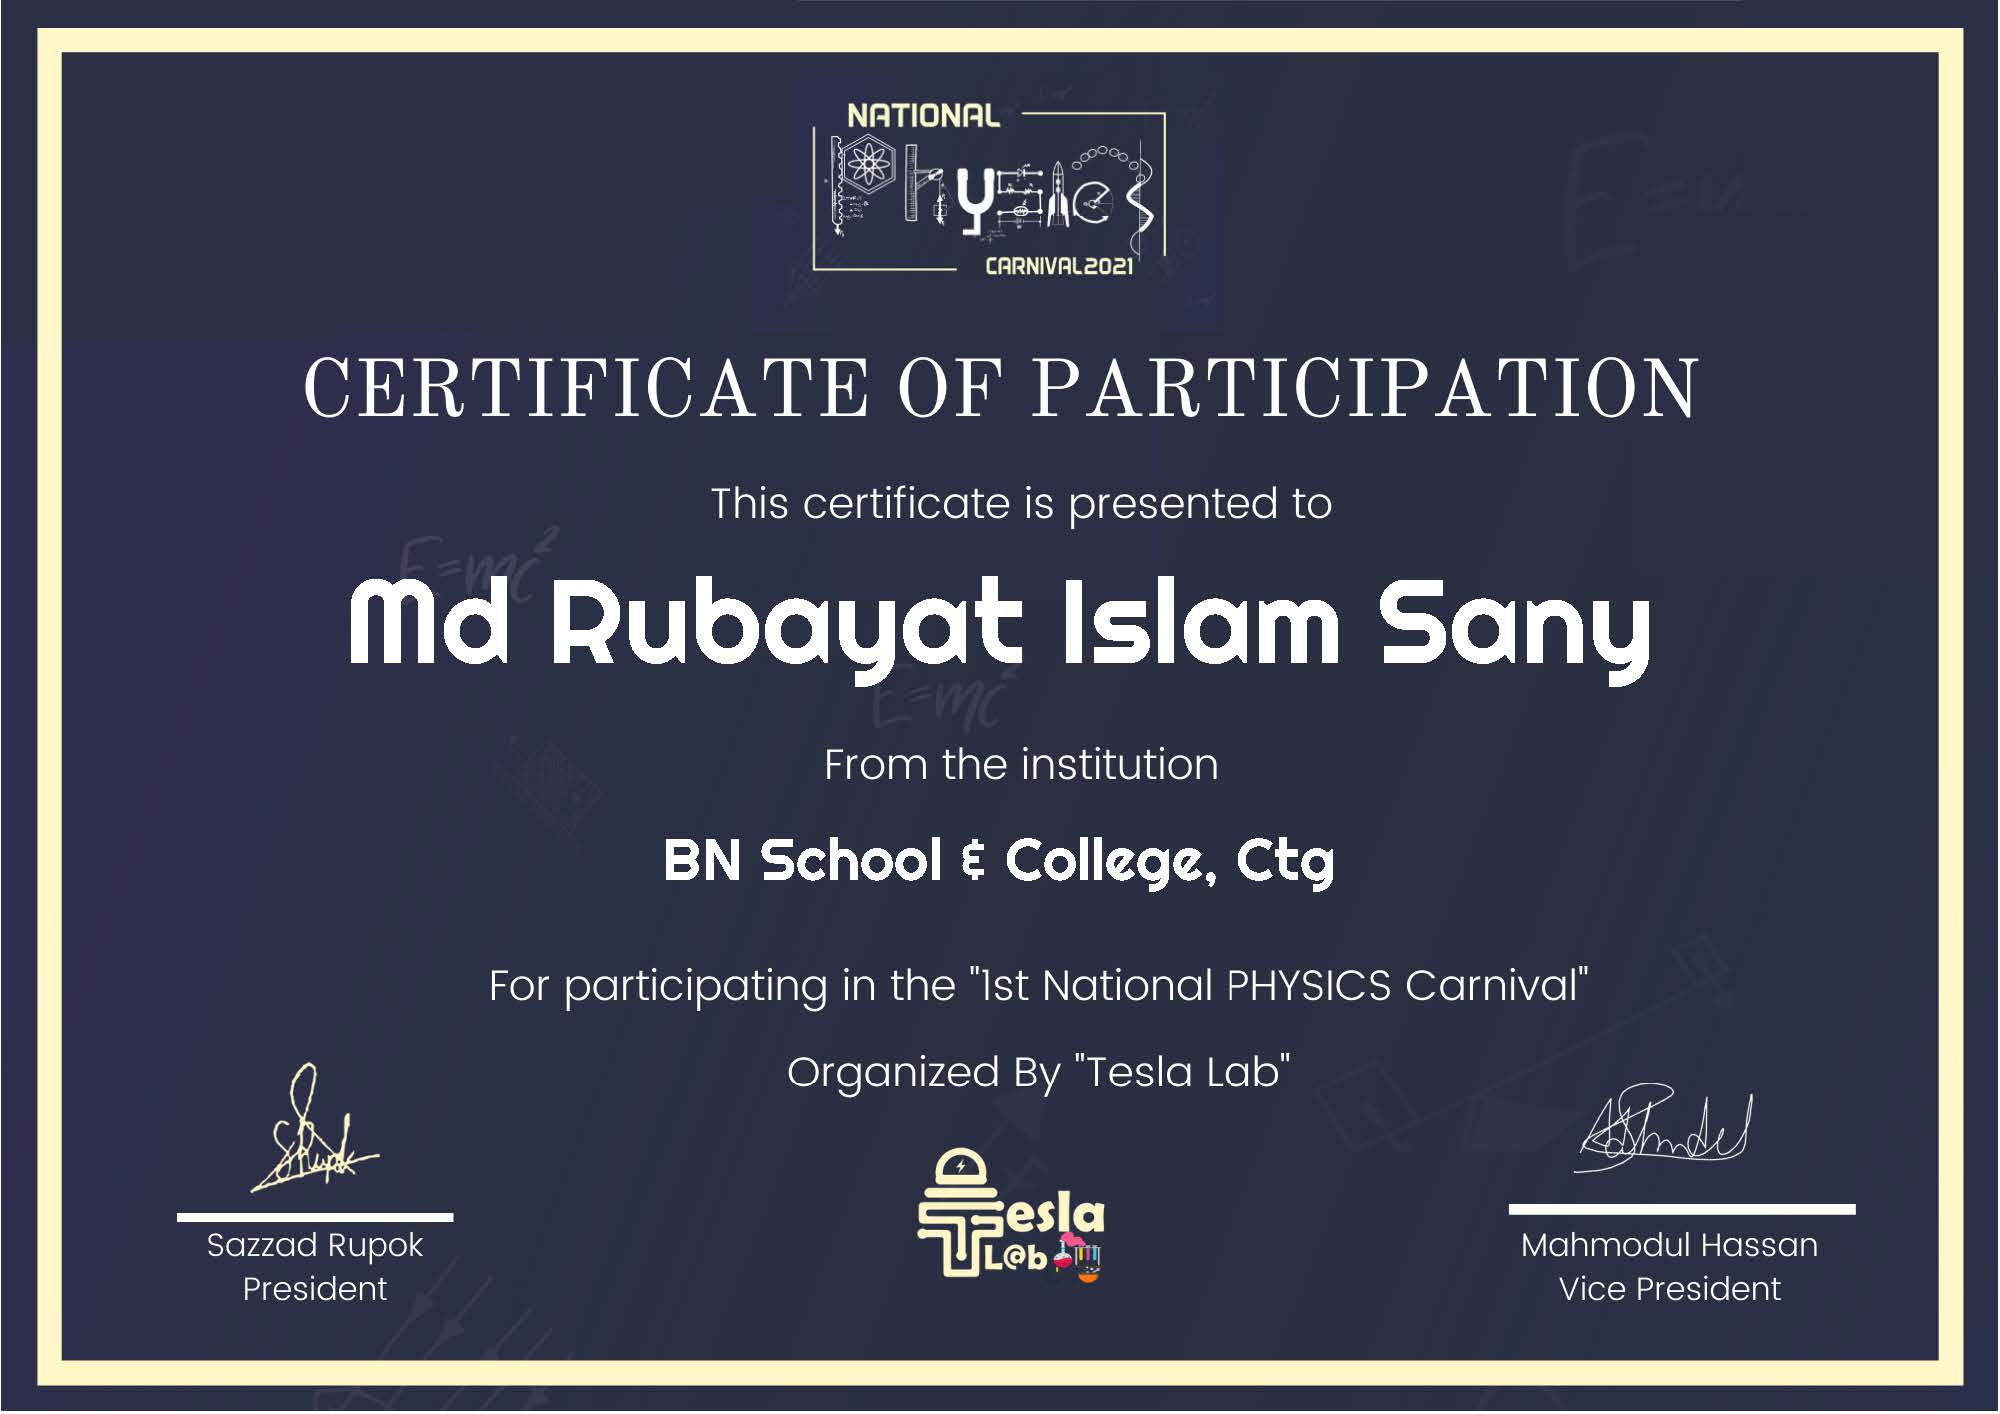 NATIONAL
Physics
CARNIVAL2021
E=m
CERTIFICATE OF PARTICIPATION
This certificate is presented to
E=mc²
Md Rubayat Islam Sany
E=mc²
From the institution
BN School & College, Ctg
For participating in the "1st National PHYSICS Carnival"
Organized By "Tesla Lab"
Tesla
L@b
Sazzad Rupok
President
Mahmodul Hassan
Vice President